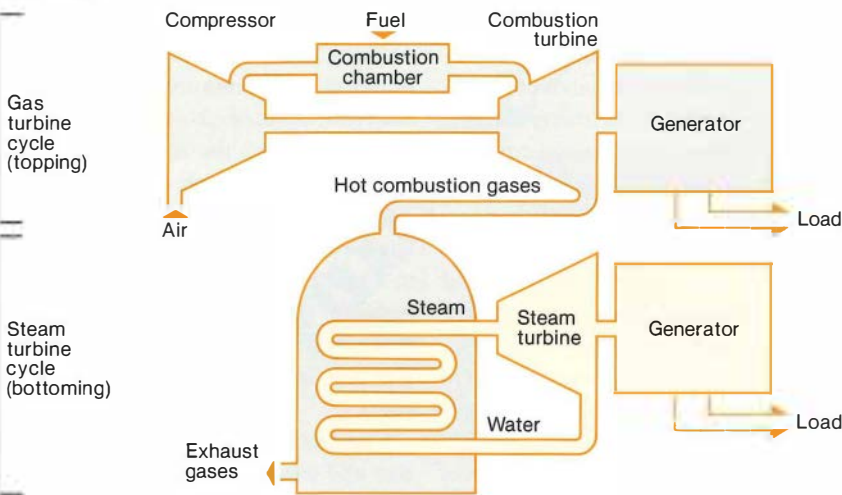 Compressor
Fuel
Combustion
turbine
Combustion
chamber
Gas
turbine
cycle
(topping)
Generator
Hot combustion gases
Load
Air
Steam
turbine
cycle
(bottoming)
Steam
Steam
turbine
Generator
Water
Load
Exhaust
gases